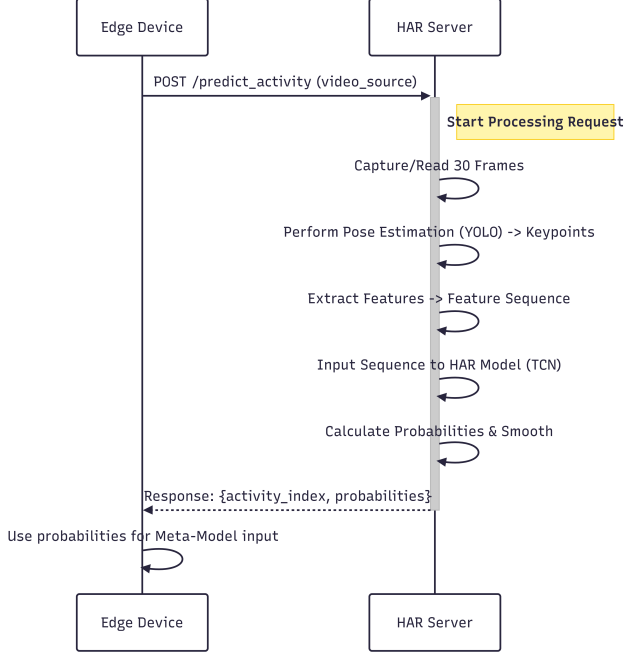 Edge Device
HAR Server
POST /predict_activity (video_source)
Start Processing Request
Capture/Read 30 Frames
Perform Pose Estimation (YOLO) -> Keypoints
Extract Features -> Feature Sequence
Input Sequence to HAR Model (TCN)
Calculate Probabilities & Smooth
Response: {activity_index, probabilities}
Use probabilities for Meta-Model input
Edge Device
HAR Server